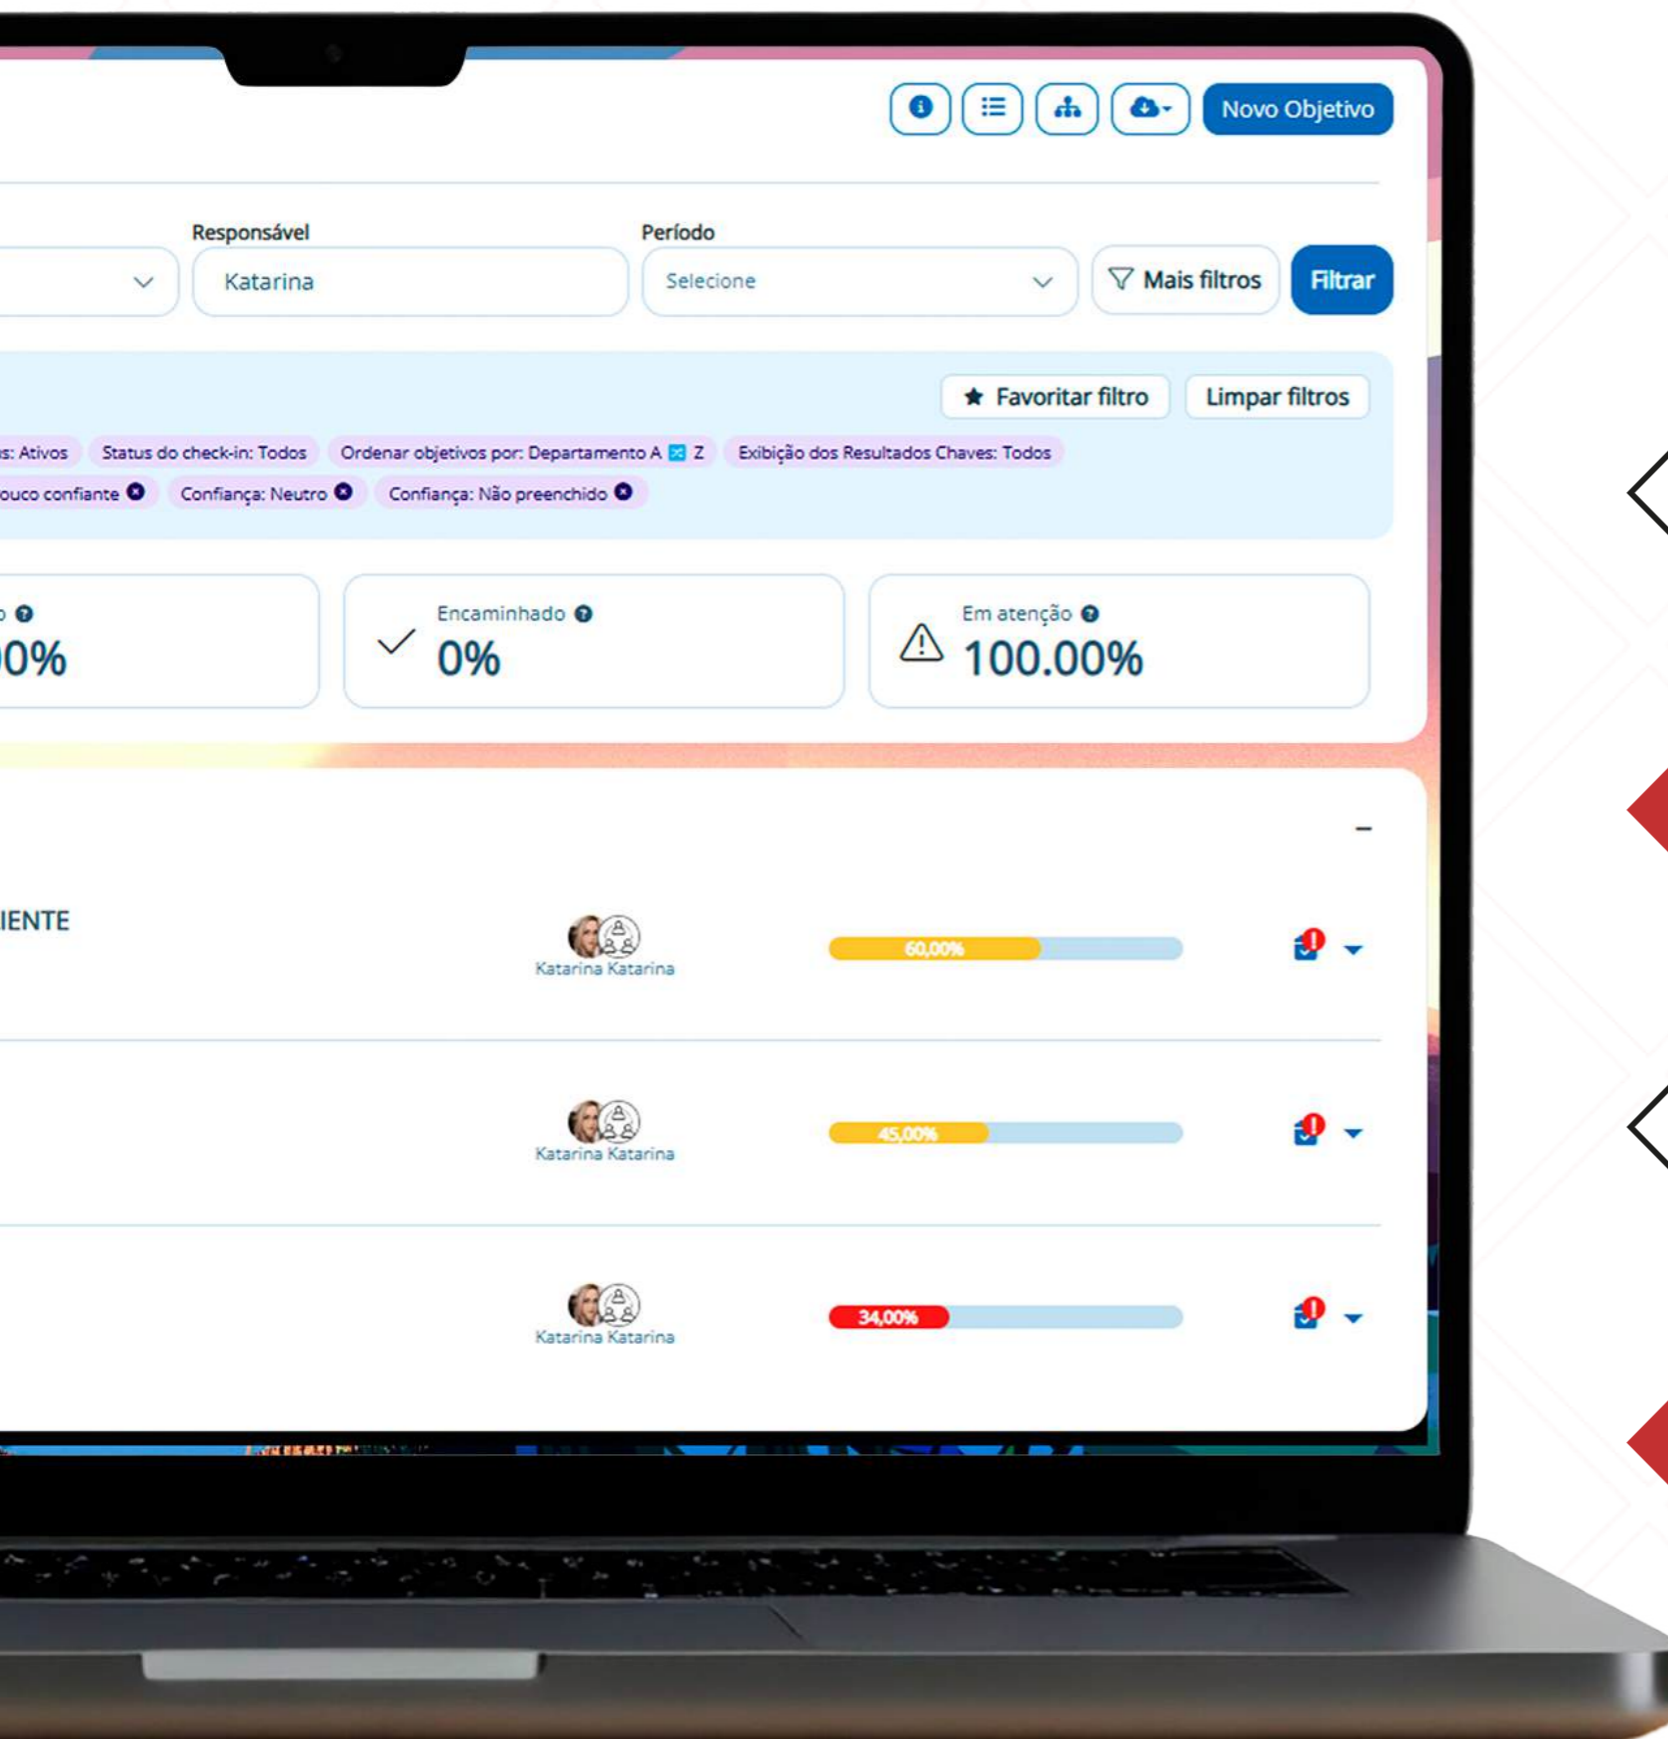 Novo Objetivo
Responsável
Período
Katarina
Selecione
Mais filtros
Filtrar
Favoritar filtro
Limpar filtros
Ativos
Status do check-in: Todos
Ordenar objetivos por: Departamento A Z
Exibição dos Resultados Chaves: Todos
confiante
Confiança: Neutro
Confiança: Não preenchido
Encaminhado
0%
Em atenção
100.00%
0%
IENTE
Katarina Katarina
60,00%
Katarina Katarina
45,00%
Katarina Katarina
34,00%